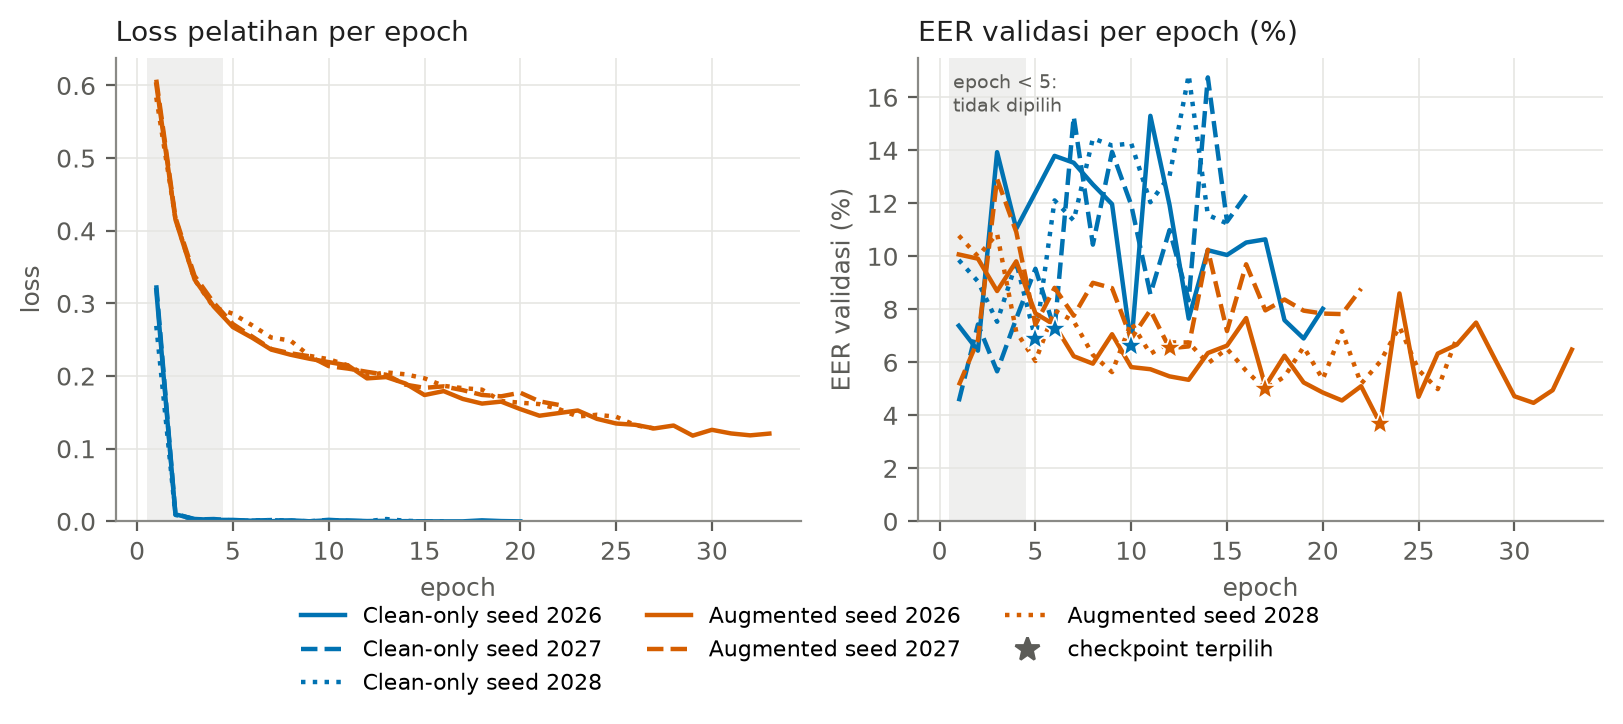 Loss pelatihan per epoch
loss
0.6
0.5
0.4
0.3
0.2
0.1
0.0
0 5 10 15 20 25 30
epoch
EER validasi per epoch (%)
epoch < 5:
tidak dipilih
EER validasi (%)
16
14
12
10
8
6
4
2
0
0 5 10 15 20 25 30
epoch
Clean-only seed 2026
Clean-only seed 2027
Clean-only seed 2028
Augmented seed 2026
Augmented seed 2027
Augmented seed 2028
checkpoint terpilih